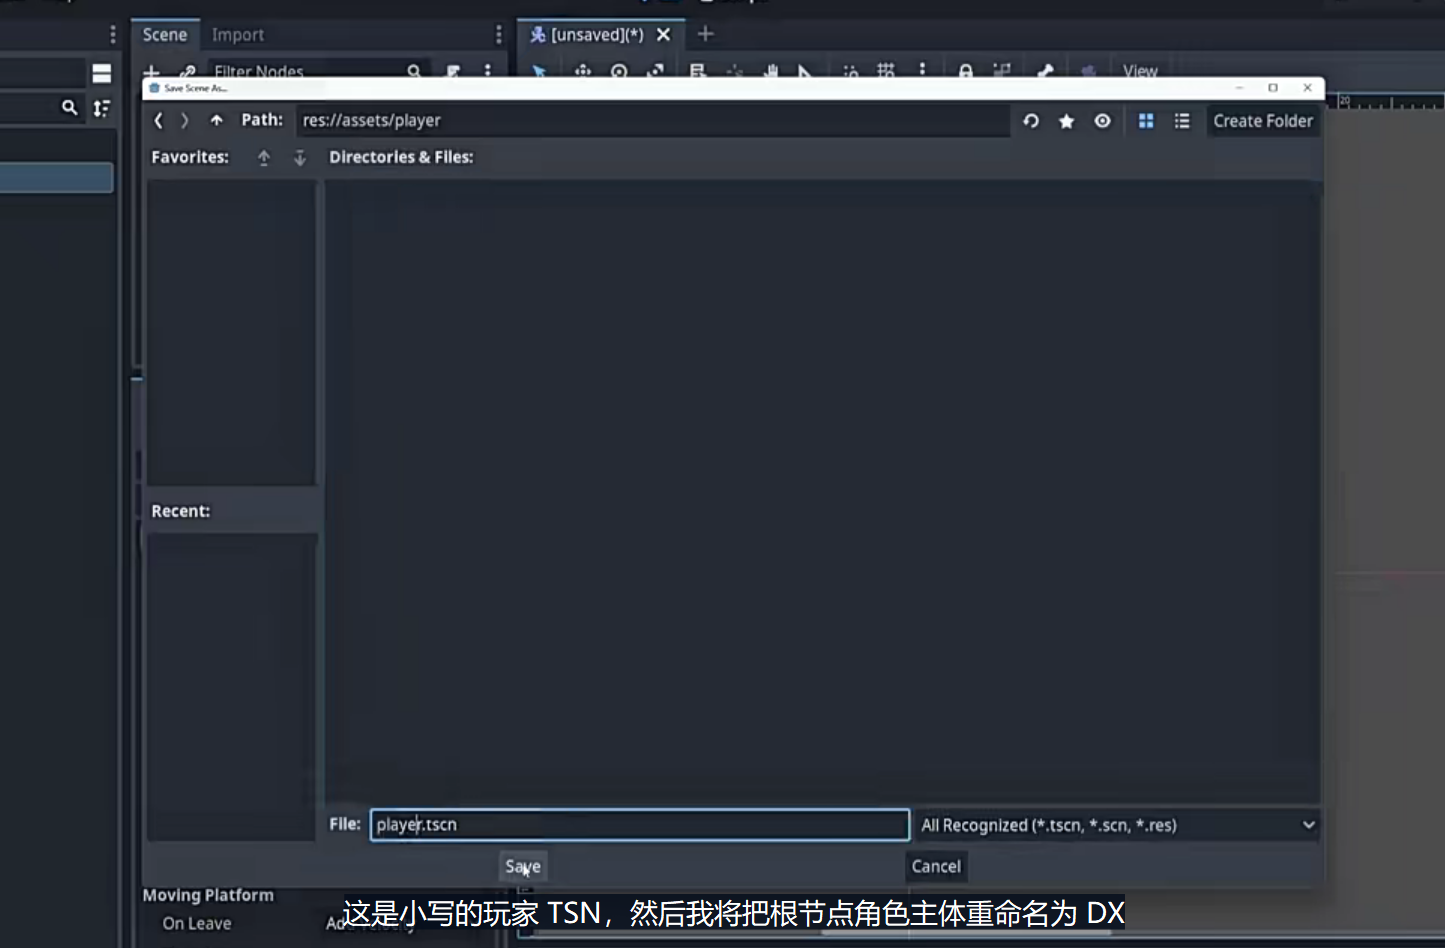 Scene Import
[unsaved](*)
Filter Nodes
View
Save Scene As...
20
Path: res://assets/player
Create Folder
Favorites:
Directories & Files:
Recent:
File: player.tscn
All Recognized (*.tscn, *.scn, *.res)
Save
Cancel
Moving Platform
On Leave
这是小写的玩家 TSN，然后我将把根节点角色主体重命名为 DX